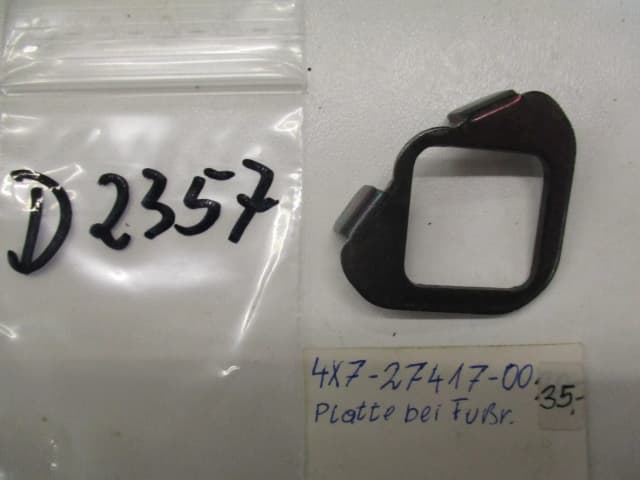 D 2357
4X7-27417-00
Platte bei Fußr.
35.-